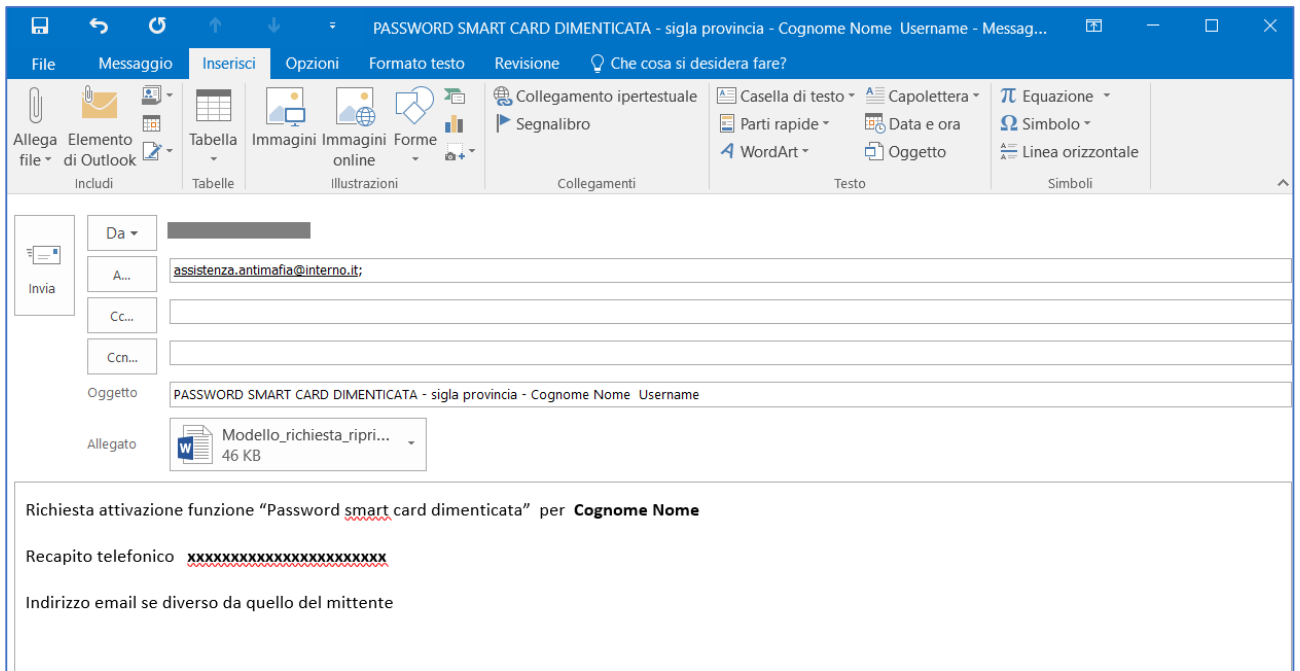 PASSWORD SMART CARD DIMENTICATA - sigla provincia - Cognome Nome  Username - Messag...
File Messaggio Inserisci Opzioni Formato testo Revisione Che cosa si desidera fare?
Allega file
Elemento di Outlook
Includi
Tabella
Tabelle
Immagini
Immagini online
Forme
Illustrazioni
Collegamento ipertestuale
Segnalibro
Collegamenti
Casella di testo
Parti rapide
WordArt
Capolettera
Data e ora
Oggetto
Testo
π Equazione
Ω Simbolo
Linea orizzontale
Simboli
Invia
Da
A... assistenza.antimafia@interno.it;
Cc...
Ccn...
Oggetto PASSWORD SMART CARD DIMENTICATA - sigla provincia - Cognome Nome  Username
Allegato Modello_richiesta_ripri...
46 KB
Richiesta attivazione funzione “Password smart card dimenticata”  per  Cognome Nome
Recapito telefonico   xxxxxxxxxxxxxxxxxxxxxxx
Indirizzo email se diverso da quello del mittente